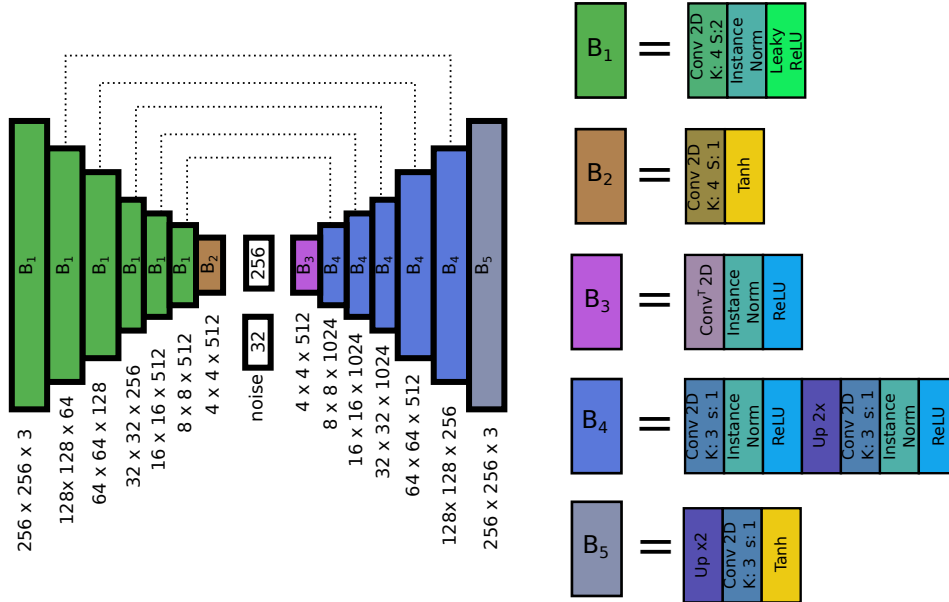 B1
B1
B1
B1
B1
B1
B2
256
32
noise
B3
B4
B4
B4
B4
B4
B5
256 x 256 x 3
128x 128 x 64
64 x 64 x 128
32 x 32 x 256
16 x 16 x 512
8 x 8 x 512
4 x 4 x 512
4 x 4 x 512
8 x 8 x 1024
16 x 16 x 1024
32 x 32 x 1024
64 x 64 x 512
128x 128 x 256
256 x 256 x 3
B1
=
Conv 2D
K: 4 S:2
Instance
Norm
Leaky
ReLU
B2
=
Conv 2D
K: 4 S: 1
Tanh
B3
=
Convᵀ 2D
Instance
Norm
ReLU
B4
=
Conv 2D
K: 3 s: 1
Instance
Norm
ReLU
Up 2x
Conv 2D
K: 3 s: 1
Instance
Norm
ReLU
B5
=
Up x2
Conv 2D
K: 3 s: 1
Tanh